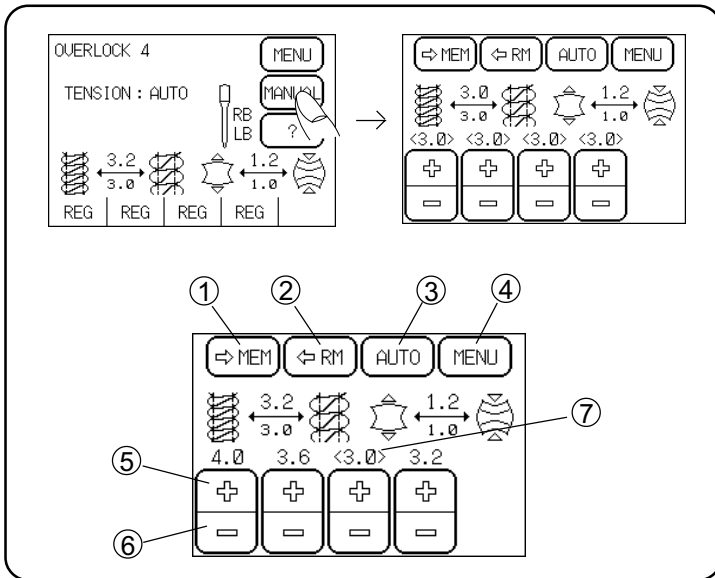 OVERLOCK 4
MENU
TENSION : AUTO
MANUAL
RB
LB
?
3.2
3.0
1.2
1.0
REG REG REG REG
⇨ MEM ⇦ RM AUTO MENU
3.0
3.0
1.2
1.0
<3.0> <3.0> <3.0> <3.0>
+ + + +
− − − −
① ② ③ ④
⇨ MEM ⇦ RM AUTO MENU
3.2
3.0
1.2
1.0
⑦
4.0 3.6 <3.0> 3.2
⑤
+ + + +
⑥
− − − −